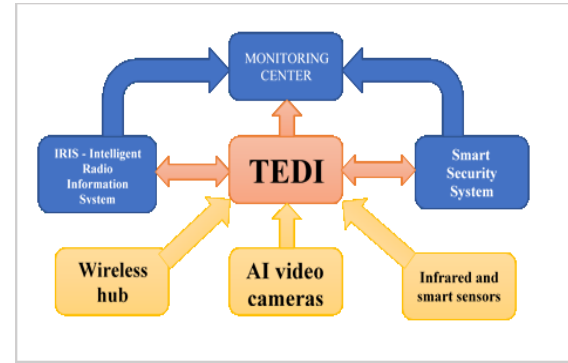 MONITORING
CENTER
IRIS - Intelligent
Radio
Information
System
TEDI
Smart
Security
System
Wireless
hub
AI video
cameras
Infrared and
smart sensors